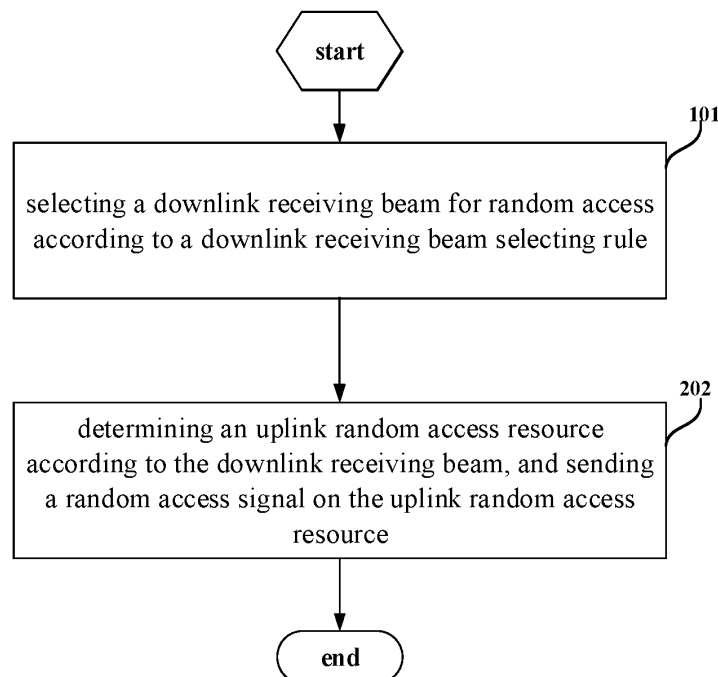 start
101
selecting a downlink receiving beam for random access
according to a downlink receiving beam selecting rule
202
determining an uplink random access resource
according to the downlink receiving beam, and sending
a random access signal on the uplink random access
resource
end